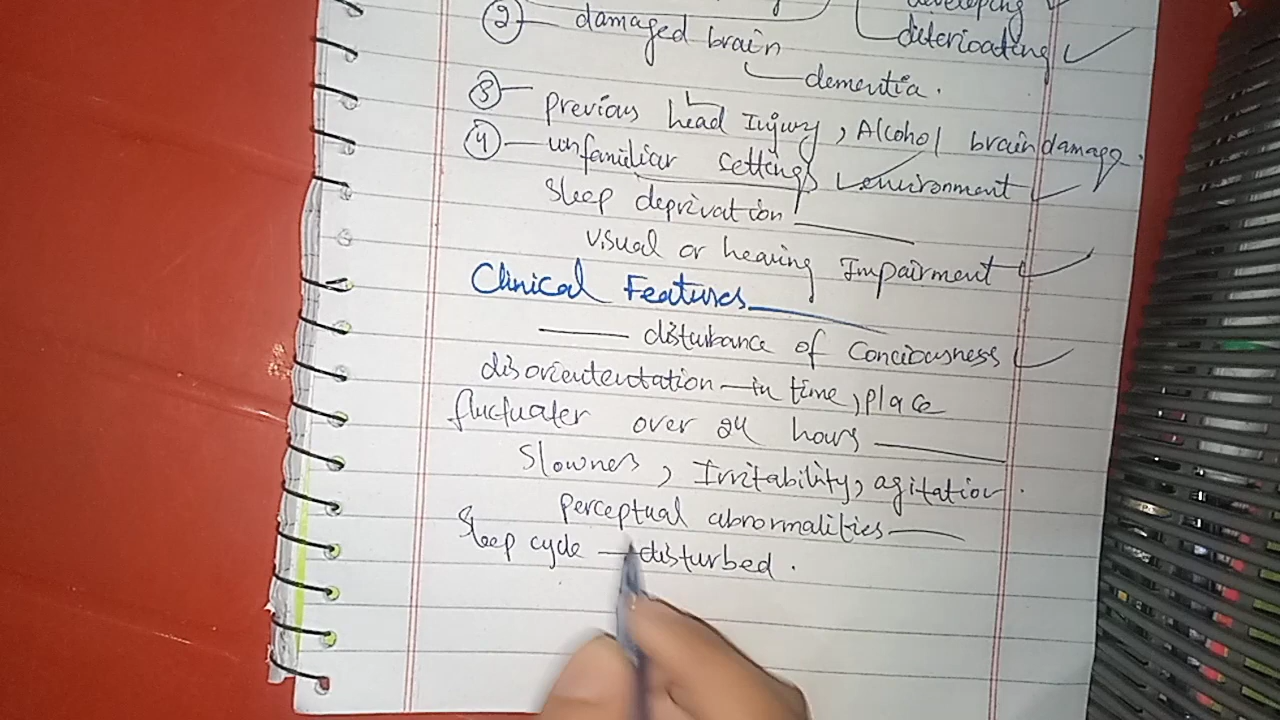 developing
② — damaged brain
deterioating
dementia.
③ — previous head Injury, Alcohol brain damage.
④ — unfamiliar settings environment
Sleep deprivation
visual or hearing Impairment
Clinical Features
— disturbance of Conciousness
disorientation — in time, place
fluctuates over 24 hours
Slowness, Irritability, agitation.
perceptual abnormalities —
Sleep cycle — disturbed.